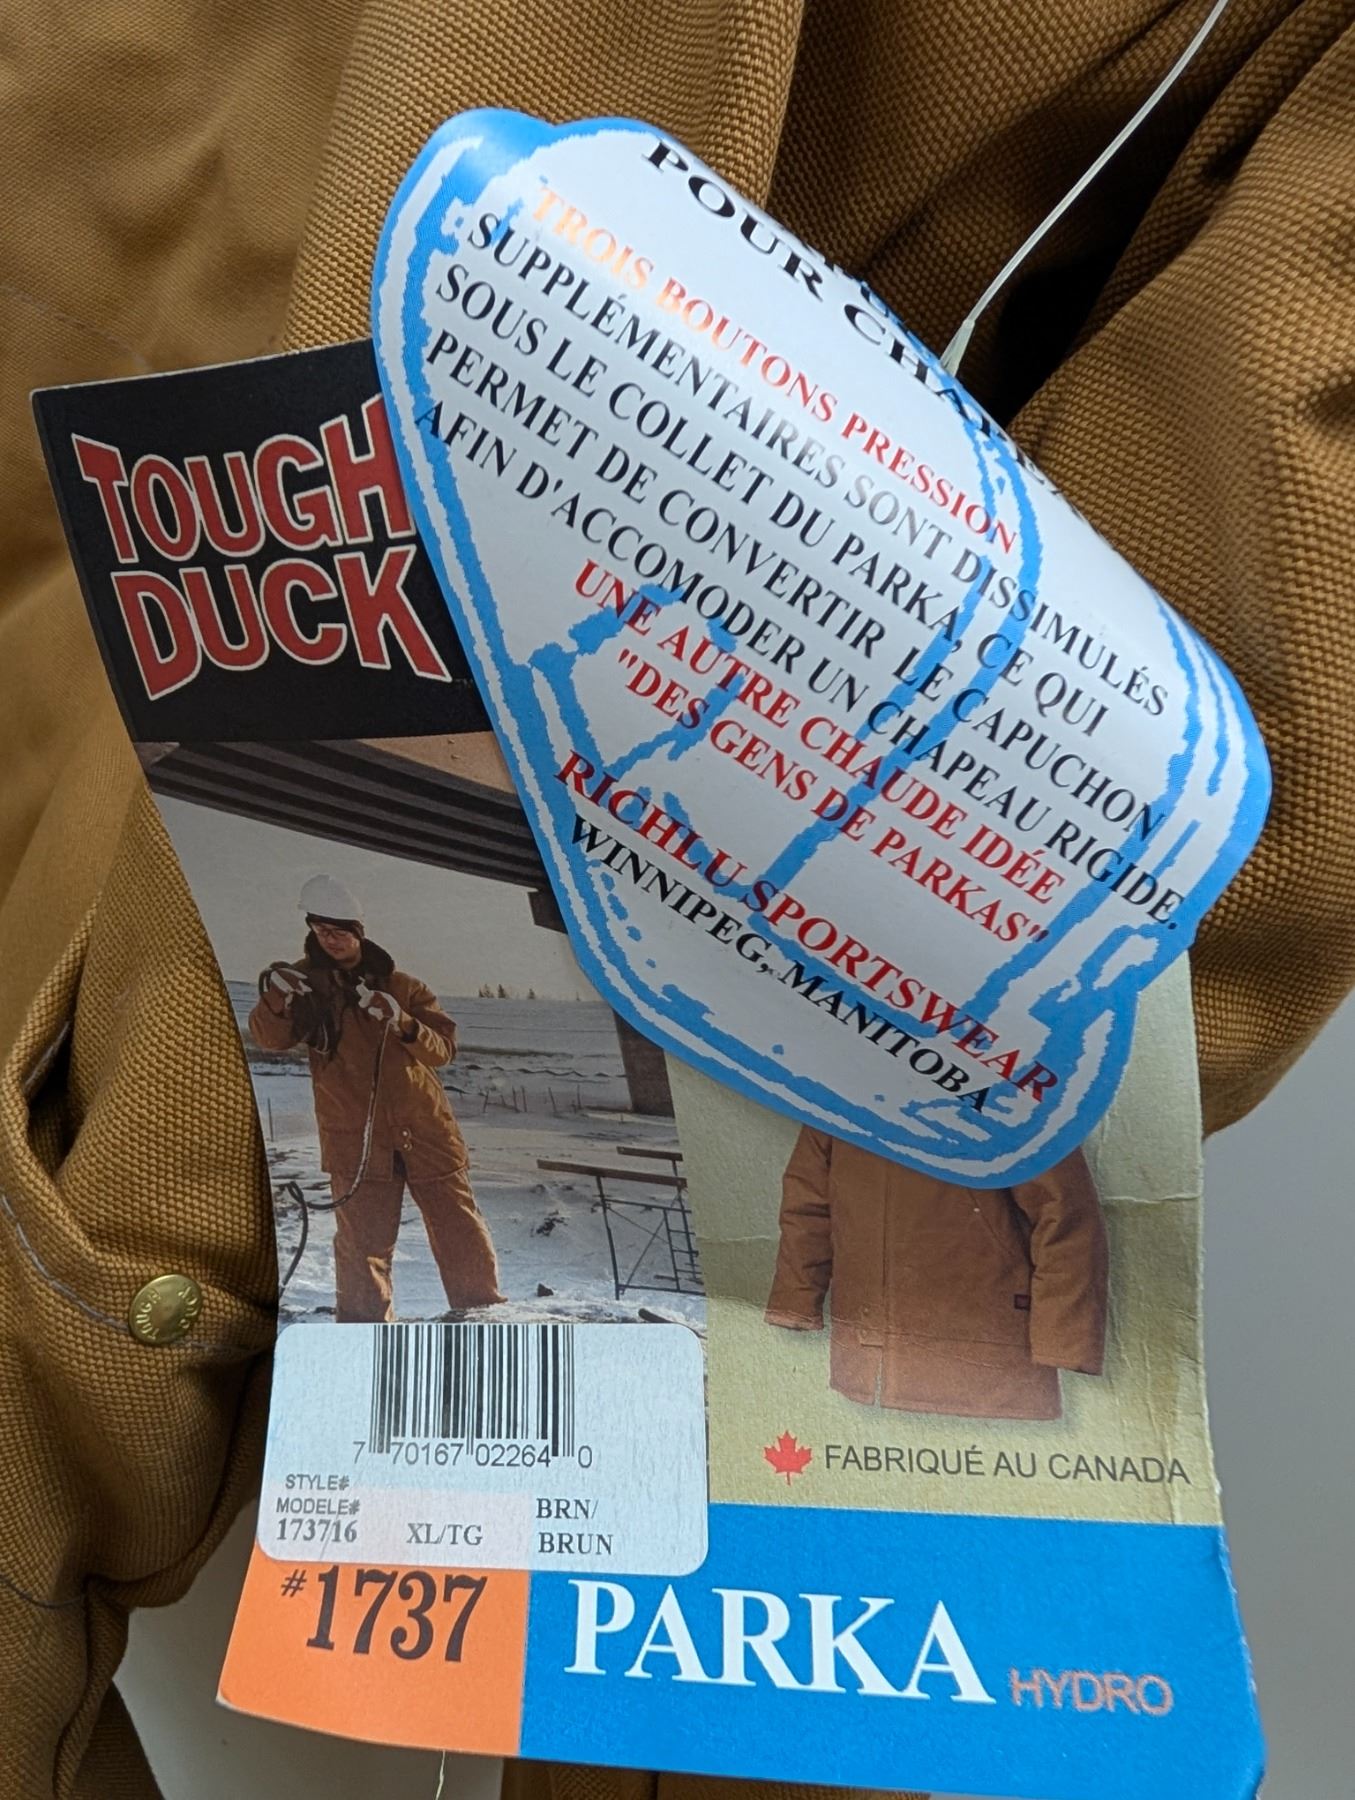 POUR CHAPEAU
TROIS BOUTONS PRESSION
SUPPLÉMENTAIRES SONT DISSIMULÉS
SOUS LE COLLET DU PARKA, CE QUI
PERMET DE CONVERTIR LE CAPUCHON
AFIN D'ACCOMODER UN CHAPEAU RIGIDE.
UNE AUTRE CHAUDE IDÉE
"DES GENS DE PARKAS"
RICHLU SPORTSWEAR
WINNIPEG, MANITOBA
TOUGH
DUCK
7 70167 02264 0
STYLE#
MODELE#
173716 XL/TG BRN/
BRUN
FABRIQUÉ AU CANADA
#1737
PARKA HYDRO